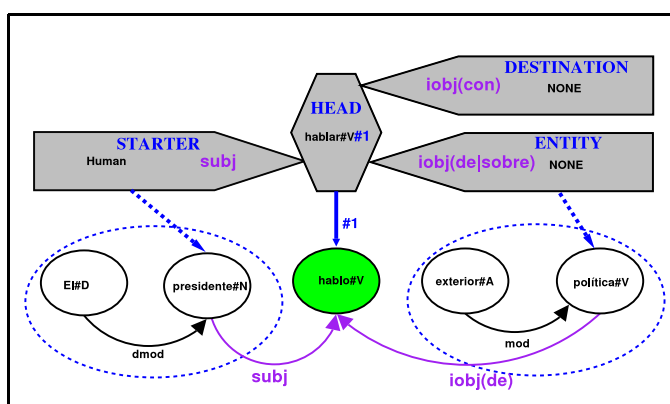 DESTINATION
iobj(con)
NONE
HEAD
hablar#V#1
STARTER
Human
subj
ENTITY
iobj(de|sobre)
NONE
#1
El#D
presidente#N
hablo#V
exterior#A
política#V
dmod
mod
subj
iobj(de)